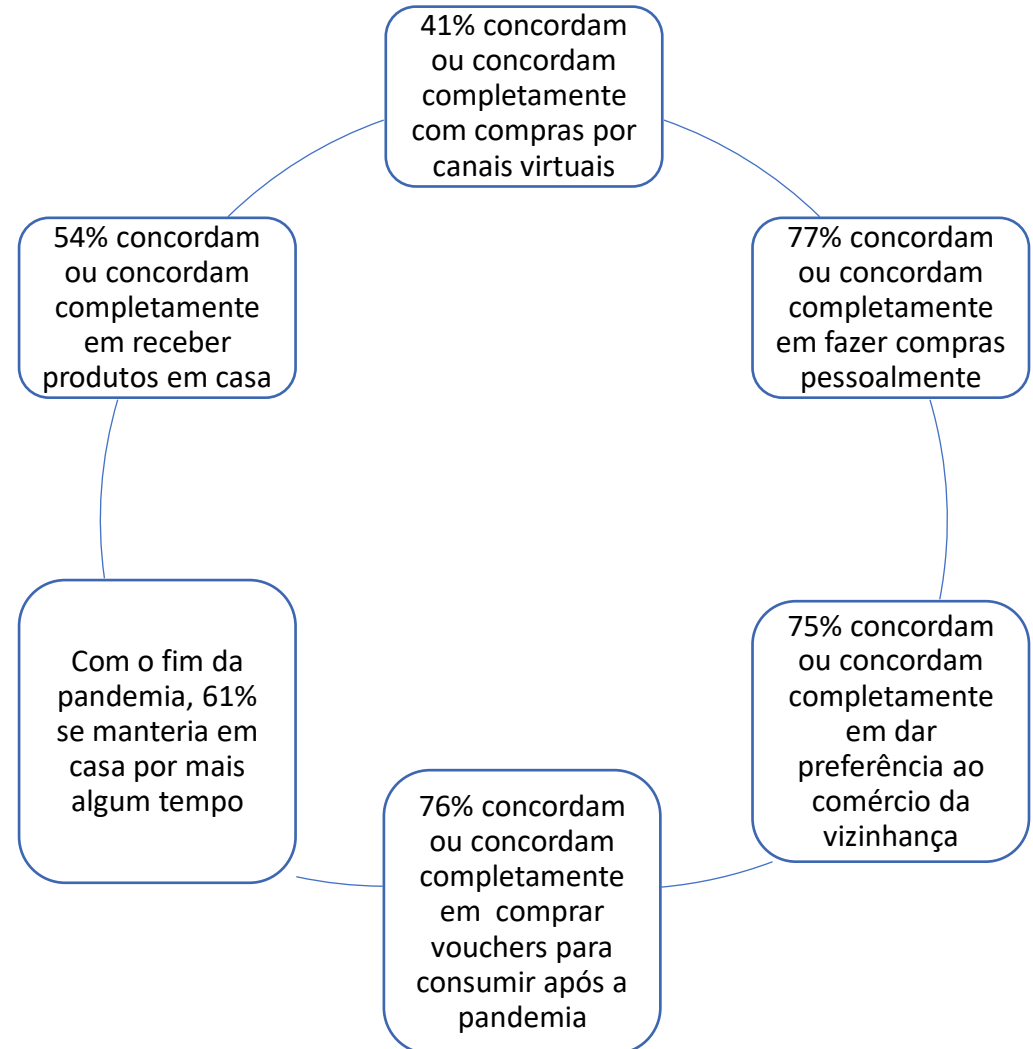 41% concordam
ou concordam
completamente
com compras por
canais virtuais
77% concordam
ou concordam
completamente
em fazer compras
pessoalmente
75% concordam
ou concordam
completamente
em dar
preferência ao
comércio da
vizinhança
76% concordam
ou concordam
completamente
em comprar
vouchers para
consumir após a
pandemia
Com o fim da
pandemia, 61%
se manteria em
casa por mais
algum tempo
54% concordam
ou concordam
completamente
em receber
produtos em casa